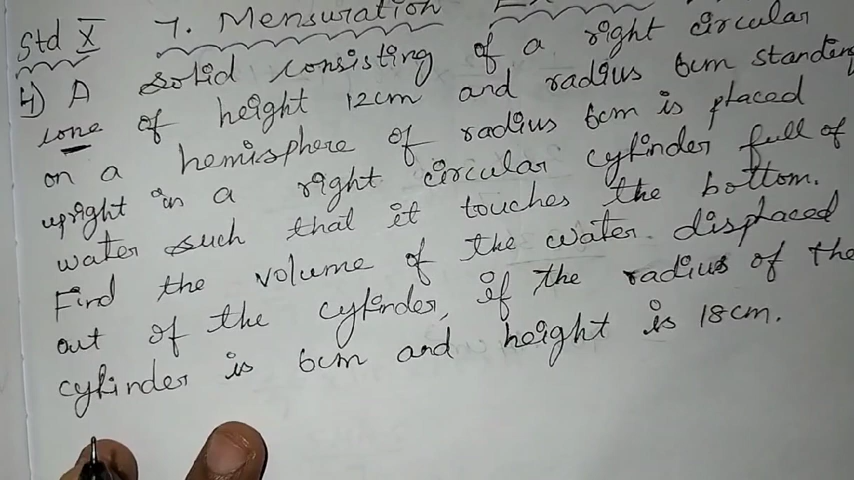 Std X 7. Mensuration
4) A solid consisting of a right circular
cone of height 12cm and radius 6cm standing
on a hemisphere of radius 6cm is placed
upright in a right circular cylinder full of
water such that it touches the bottom.
Find the volume of the water displaced
out of the cylinder, if the radius of the
cylinder is 6cm and height is 18cm.